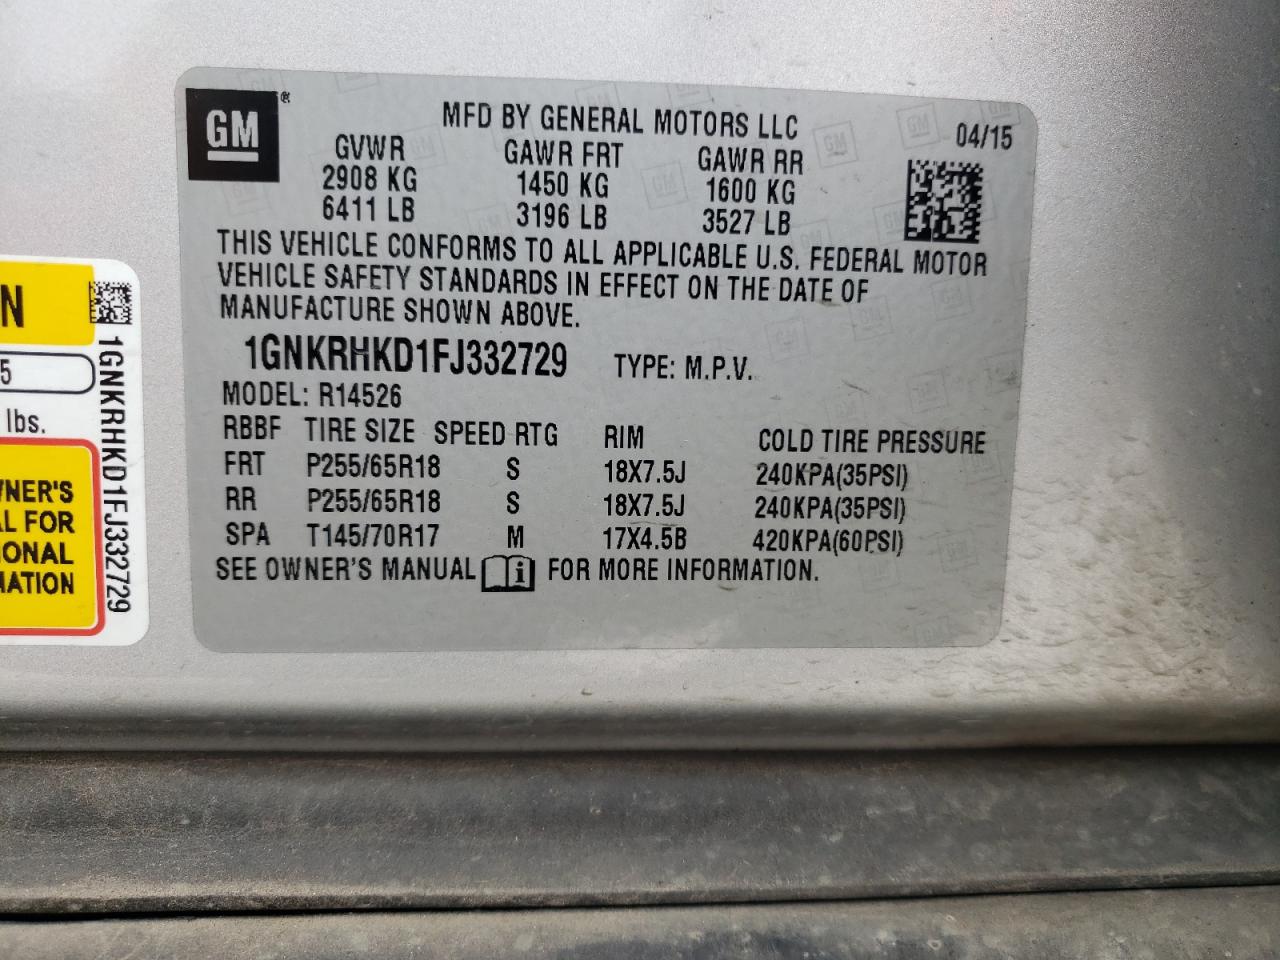 GM®
MFD BY GENERAL MOTORS LLC
04/15
GVWR GAWR FRT GAWR RR
2908 KG 1450 KG 1600 KG
6411 LB 3196 LB 3527 LB
THIS VEHICLE CONFORMS TO ALL APPLICABLE U.S. FEDERAL MOTOR
VEHICLE SAFETY STANDARDS IN EFFECT ON THE DATE OF
MANUFACTURE SHOWN ABOVE.
1GNKRHKD1FJ332729 TYPE: M.P.V.
MODEL: R14526
RBBF TIRE SIZE SPEED RTG RIM COLD TIRE PRESSURE
FRT P255/65R18 S 18X7.5J 240KPA(35PSI)
RR P255/65R18 S 18X7.5J 240KPA(35PSI)
SPA T145/70R17 M 17X4.5B 420KPA(60PSI)
SEE OWNER'S MANUAL i FOR MORE INFORMATION.
N
5
lbs.
WNER'S
AL FOR
IONAL
MATION
1GNKRHKD1FJ332729